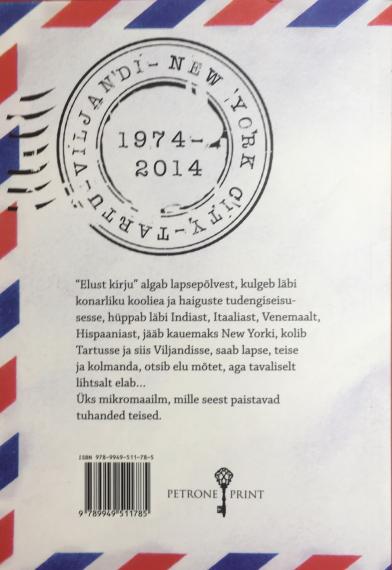 TARTU-VILJANDI-NEW YORK CITY-
1974-
2014
"Elust kirju" algab lapsepõlvest, kulgeb läbi
konarliku kooliea ja haiguste tudengiseisu-
sesse, hüppab läbi Indiast, Itaaliast, Venemaalt,
Hispaaniast, jääb kauemaks New Yorki, kolib
Tartusse ja siis Viljandisse, saab lapse, teise
ja kolmanda, otsib elu mõtet, aga tavaliselt
lihtsalt elab...
Üks mikromaailm, mille seest paistavad
tuhanded teised.
ISBN 978-9949-511-78-5
9 789949 511785
PETRONE PRINT